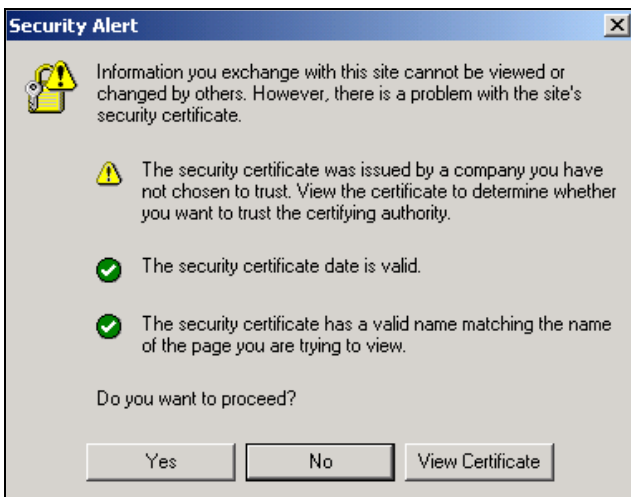 Security Alert
Information you exchange with this site cannot be viewed or
changed by others. However, there is a problem with the site's
security certificate.
The security certificate was issued by a company you have
not chosen to trust. View the certificate to determine whether
you want to trust the certifying authority.
The security certificate date is valid.
The security certificate has a valid name matching the name
of the page you are trying to view.
Do you want to proceed?
Yes
No
View Certificate